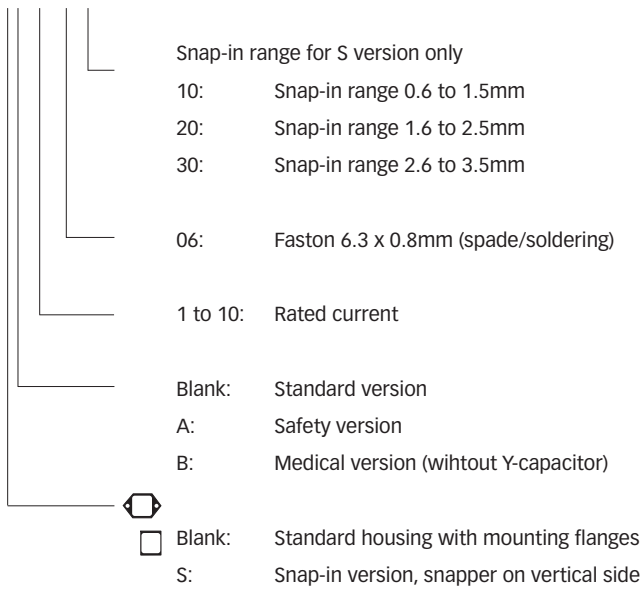 Snap-in range for S version only
10: Snap-in range 0.6 to 1.5mm
20: Snap-in range 1.6 to 2.5mm
30: Snap-in range 2.6 to 3.5mm
06: Faston 6.3 x 0.8mm (spade/soldering)
1 to 10: Rated current
Blank: Standard version
A: Safety version
B: Medical version (wihtout Y-capacitor)
Blank: Standard housing with mounting flanges
S: Snap-in version, snapper on vertical side